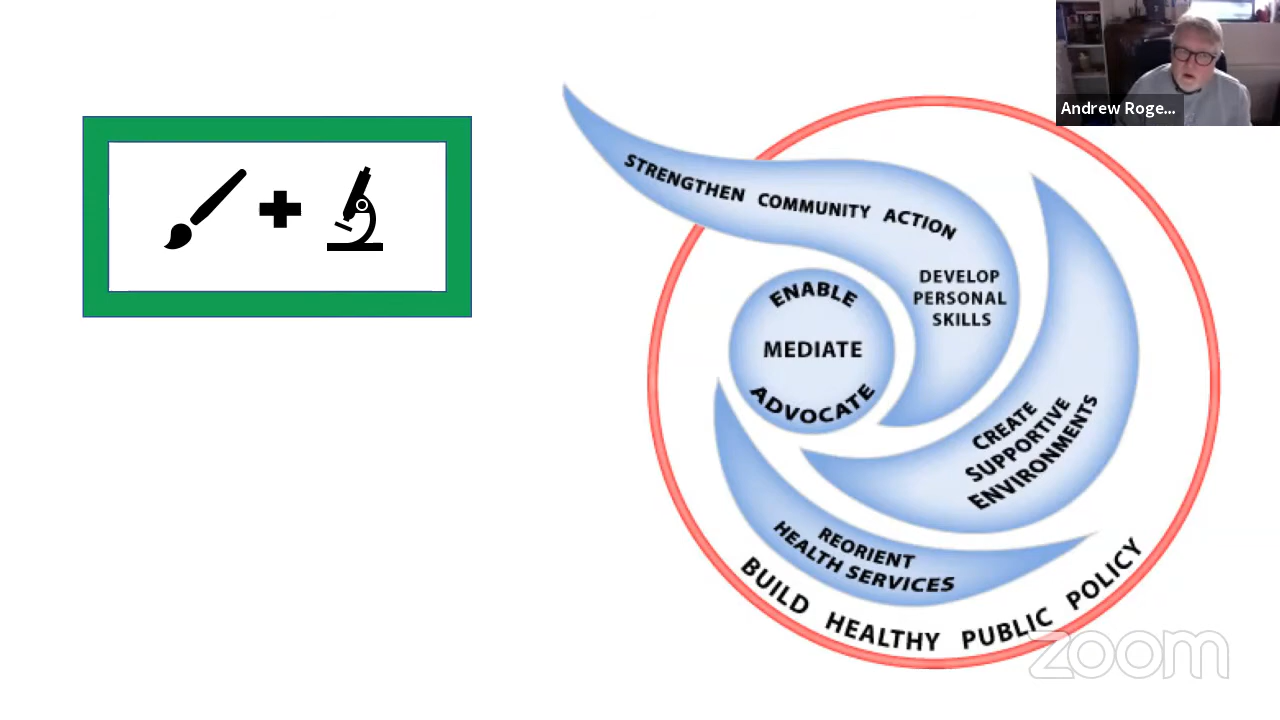 Andrew Roge...
STRENGTHEN COMMUNITY ACTION
DEVELOP
PERSONAL
SKILLS
ENABLE
MEDIATE
ADVOCATE
CREATE
SUPPORTIVE
ENVIRONMENTS
REORIENT
HEALTH SERVICES
BUILD HEALTHY PUBLIC POLICY
zoom